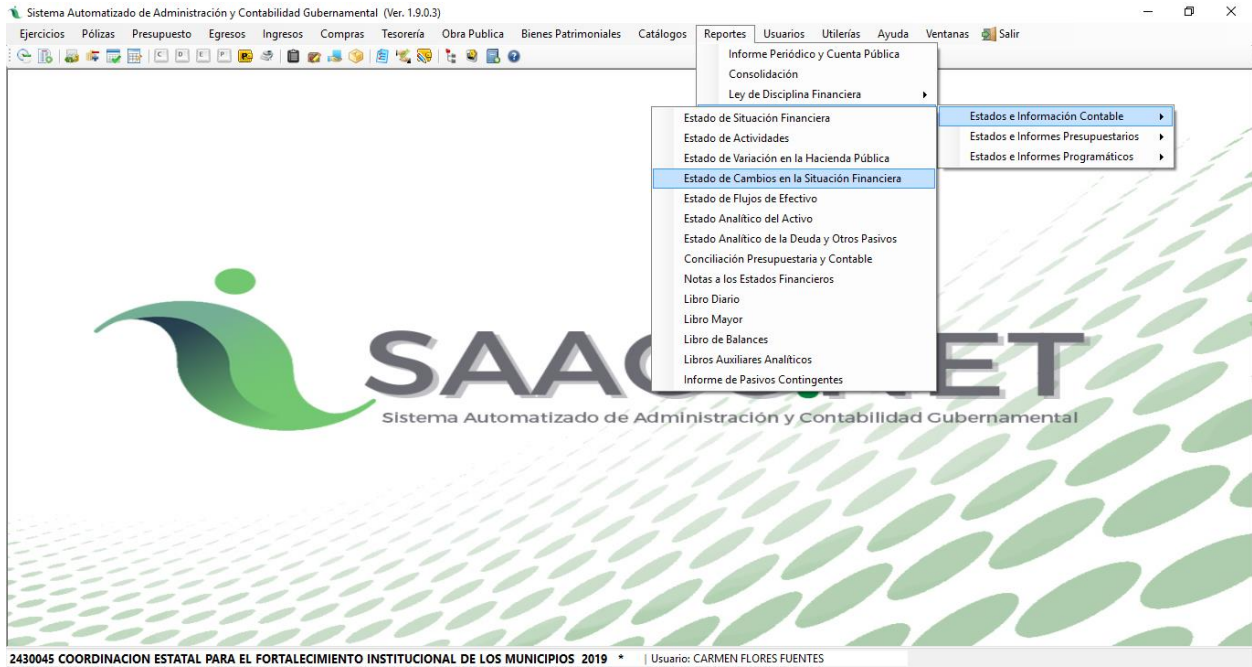 Sistema Automatizado de Administración y Contabilidad Gubernamental (Ver. 1.9.0.3)
Ejercicios Pólizas Presupuesto Egresos Ingresos Compras Tesorería Obra Publica Bienes Patrimoniales Catálogos Reportes Usuarios Utilerías Ayuda Ventanas Salir
Informe Periódico y Cuenta Pública
Consolidación
Ley de Disciplina Financiera
Estados e Información Contable
Estados e Informes Presupuestarios
Estados e Informes Programáticos
Estado de Situación Financiera
Estado de Actividades
Estado de Variación en la Hacienda Pública
Estado de Cambios en la Situación Financiera
Estado de Flujos de Efectivo
Estado Analítico del Activo
Estado Analítico de la Deuda y Otros Pasivos
Conciliación Presupuestaria y Contable
Notas a los Estados Financieros
Libro Diario
Libro Mayor
Libro de Balances
Libros Auxiliares Analíticos
Informe de Pasivos Contingentes
Sistema Automatizado de Administración y Contabilidad Gubernamental
2430045 COORDINACION ESTATAL PARA EL FORTALECIMIENTO INSTITUCIONAL DE LOS MUNICIPIOS 2019 * | Usuario: CARMEN FLORES FUENTES